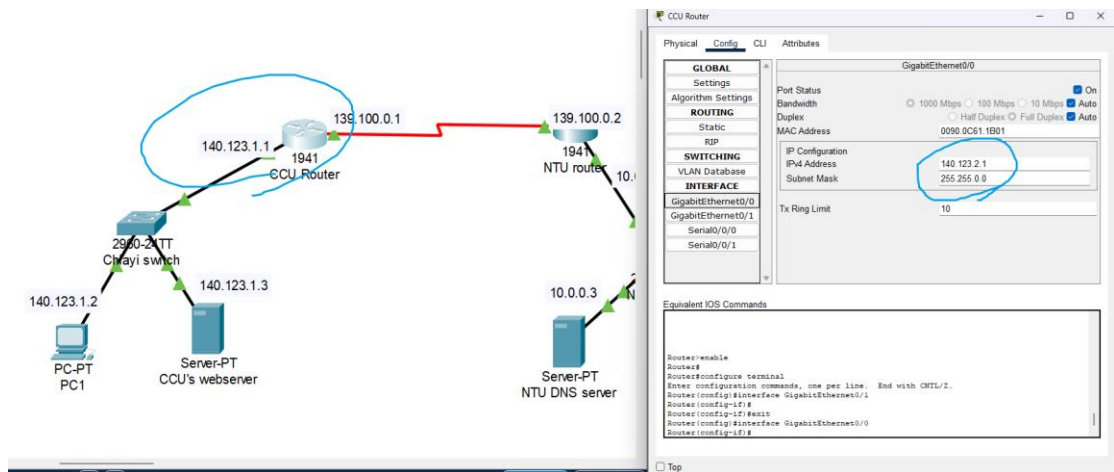 139.100.0.1
139.100.0.2
140.123.1.1
1941
CCU Router
1941
NTU router
10.
2960-24TT
Chiayi switch
140.123.1.2
140.123.1.3
10.0.0.3
N
PC-PT
PC1
Server-PT
CCU's webserver
Server-PT
NTU DNS server
CCU Router
Physical Config CLI Attributes
GLOBAL
Settings
Algorithm Settings
ROUTING
Static
RIP
SWITCHING
VLAN Database
INTERFACE
GigabitEthernet0/0
GigabitEthernet0/1
Serial0/0/0
Serial0/0/1
GigabitEthernet0/0
Port Status On
Bandwidth 1000 Mbps 100 Mbps 10 Mbps Auto
Duplex Half Duplex Full Duplex Auto
MAC Address 0090.0C61.1B01
IP Configuration
IPv4 Address 140.123.2.1
Subnet Mask 255.255.0.0
Tx Ring Limit 10
Equivalent IOS Commands
Router>enable
Router#
Router#configure terminal
Enter configuration commands, one per line. End with CNTL/Z.
Router(config)#interface GigabitEthernet0/1
Router(config-if)#
Router(config-if)#exit
Router(config)#interface GigabitEthernet0/0
Router(config-if)#
Top